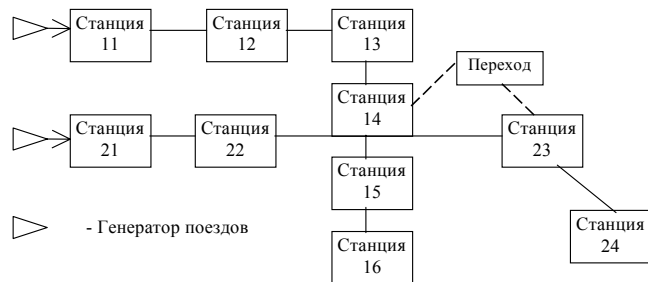 Станция
11
Станция
12
Станция
13
Переход
Станция
14
Станция
21
Станция
22
Станция
23
Станция
15
- Генератор поездов
Станция
24
Станция
16